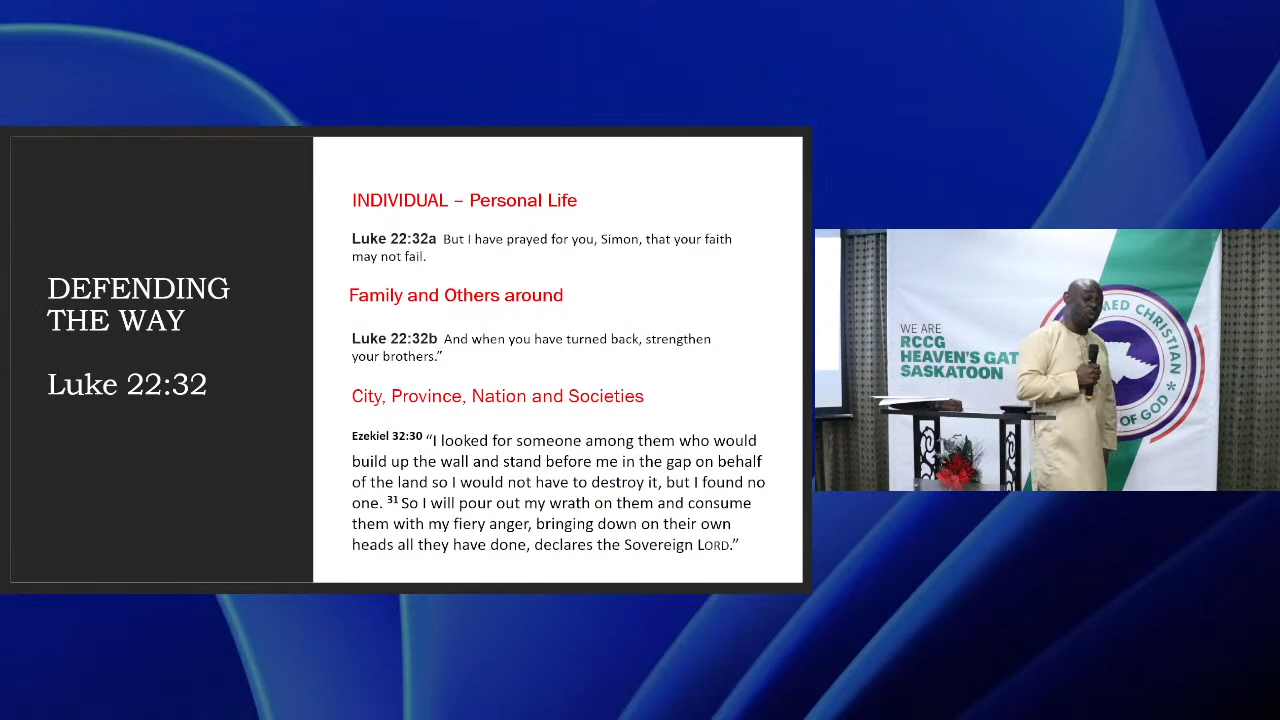 DEFENDING
THE WAY
Luke 22:32
INDIVIDUAL – Personal Life
Luke 22:32a But I have prayed for you, Simon, that your faith
may not fail.
Family and Others around
Luke 22:32b And when you have turned back, strengthen
your brothers.”
City, Province, Nation and Societies
Ezekiel 32:30 “I looked for someone among them who would
build up the wall and stand before me in the gap on behalf
of the land so I would not have to destroy it, but I found no
one. 31 So I will pour out my wrath on them and consume
them with my fiery anger, bringing down on their own
heads all they have done, declares the Sovereign LORD.”
WE ARE
RCCG
HEAVEN'S GAT
SASKATOON
MED CHRISTIAN
OF GOD *